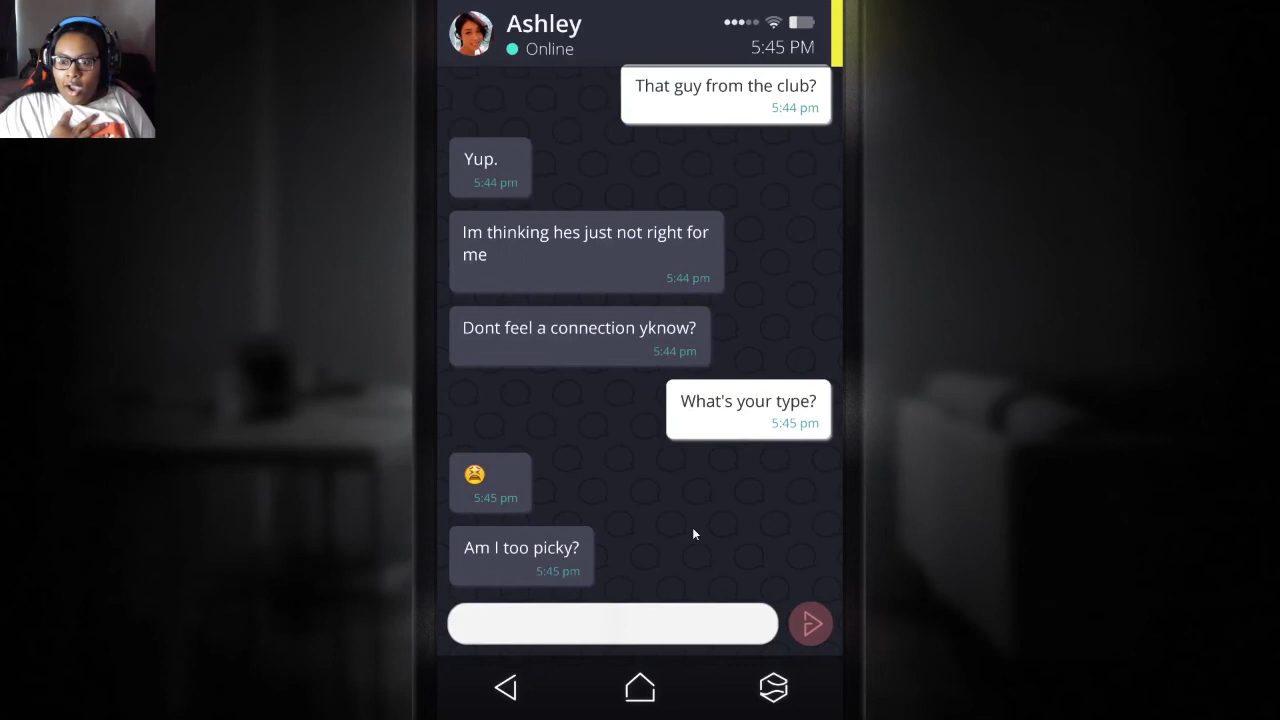 Ashley
Online
5:45 PM
That guy from the club?
5:44 pm
Yup.
5:44 pm
Im thinking hes just not right for
me
5:44 pm
Dont feel a connection yknow?
5:44 pm
What's your type?
5:45 pm
5:45 pm
Am I too picky?
5:45 pm